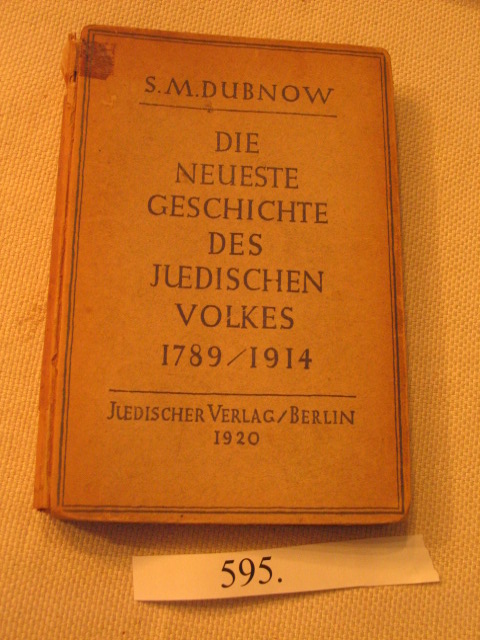 S. M. DUBNOW
DIE
NEUESTE
GESCHICHTE
DES
JUEDISCHEN
VOLKES
1789/1914
JUEDISCHER VERLAG/BERLIN
1920
595.